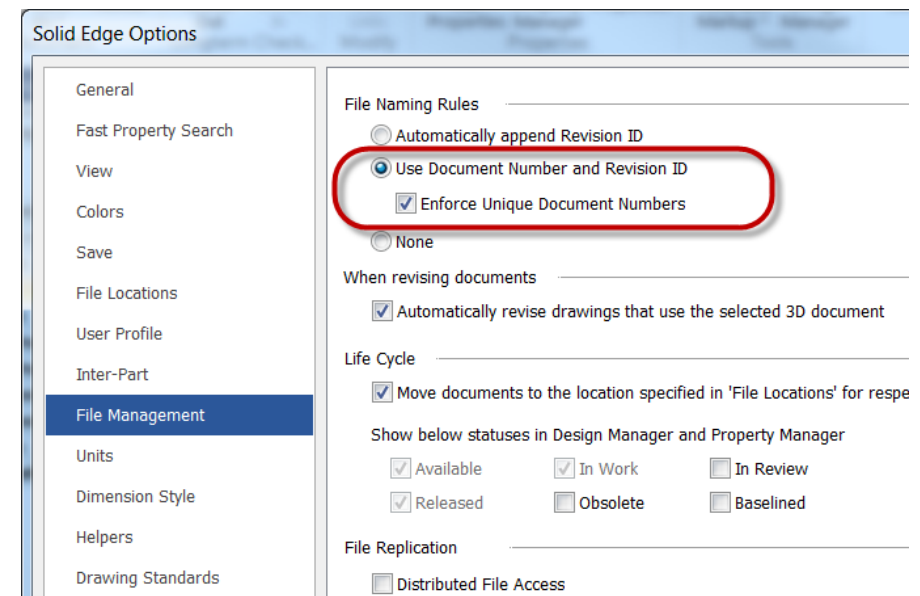 Solid Edge Options
General
Fast Property Search
View
Colors
Save
File Locations
User Profile
Inter-Part
File Management
Units
Dimension Style
Helpers
Drawing Standards
File Naming Rules
Automatically append Revision ID
Use Document Number and Revision ID
Enforce Unique Document Numbers
None
When revising documents
Automatically revise drawings that use the selected 3D document
Life Cycle
Move documents to the location specified in 'File Locations' for respe
Show below statuses in Design Manager and Property Manager
Available In Work In Review
Released Obsolete Baselined
File Replication
Distributed File Access